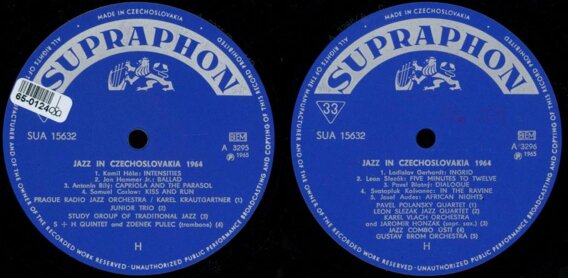 MADE IN CZECHOSLOVAKIA
ALL RIGHTS OF THE MANUFACTURER AND OF THE OWNER OF THE RECORDED WORK RESERVED · UNAUTHORIZED PUBLIC PERFORMANCE BROADCASTING AND COPYING OF THIS RECORD PROHIBITED
SUPRAPHON
SUA 15632
BIEM
A 3295
Ⓟ 1965
JAZZ IN CZECHOSLOVAKIA 1964
1. Kamil Hála: INTENSITIES
2. Jan Hammer Jr.: BALLAD
3. Antonín Bílý: CAPRIOLA AND THE PARASOL
4. Samuel Coslow: KISS AND RUN
PRAGUE RADIO JAZZ ORCHESTRA / KAREL KRAUTGARTNER (1)
JUNIOR TRIO (2)
STUDY GROUP OF TRADITIONAL JAZZ (3)
S + H QUINTET and ZDENEK PULEC (trombone) (4)
H
MADE IN CZECHOSLOVAKIA
ALL RIGHTS OF THE MANUFACTURER AND OF THE OWNER OF THE RECORDED WORK RESERVED · UNAUTHORIZED PUBLIC PERFORMANCE BROADCASTING AND COPYING OF THIS RECORD PROHIBITED
SUPRAPHON
33
SUA 15632
BIEM
A 3296
Ⓟ 1965
JAZZ IN CZECHOSLOVAKIA 1964
1. Ladislav Gerhardt: INGRID
2. Leon Slezák: FIVE MINUTES TO TWELVE
3. Pavel Blatný: DIALOGUE
4. Svatopluk Košvanec: IN THE RAVINE
5. Josef Audes: AFRICAN NIGHTS
PAVEL POLANSKÝ QUARTET (1)
LEON SLEZÁK JAZZ QUARTET (2)
KAREL VLACH ORCHESTRA
and JAROMÍR HONZÁK (sopr. sax.) (3)
JAZZ COMBO ÚSTÍ (4)
GUSTAV BROM ORCHESTRA (5)
H